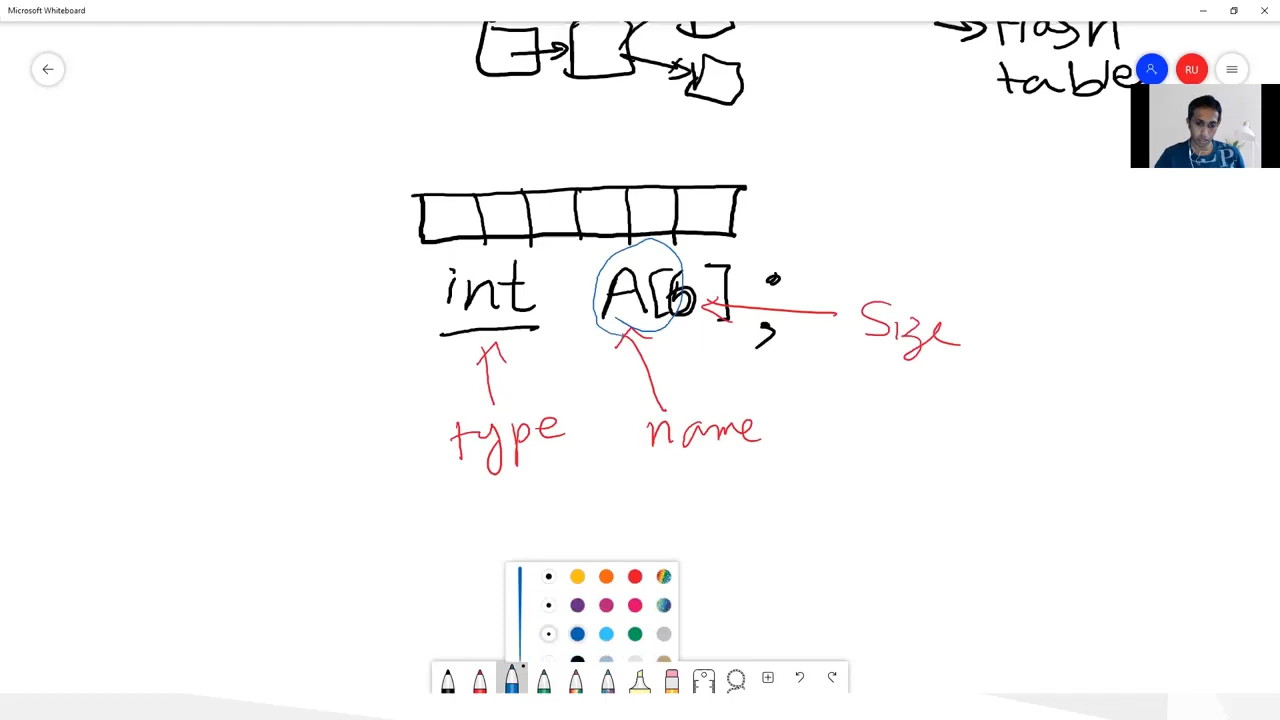 Microsoft Whiteboard
Hash
table
RU
int A[6] ;
Size
type name